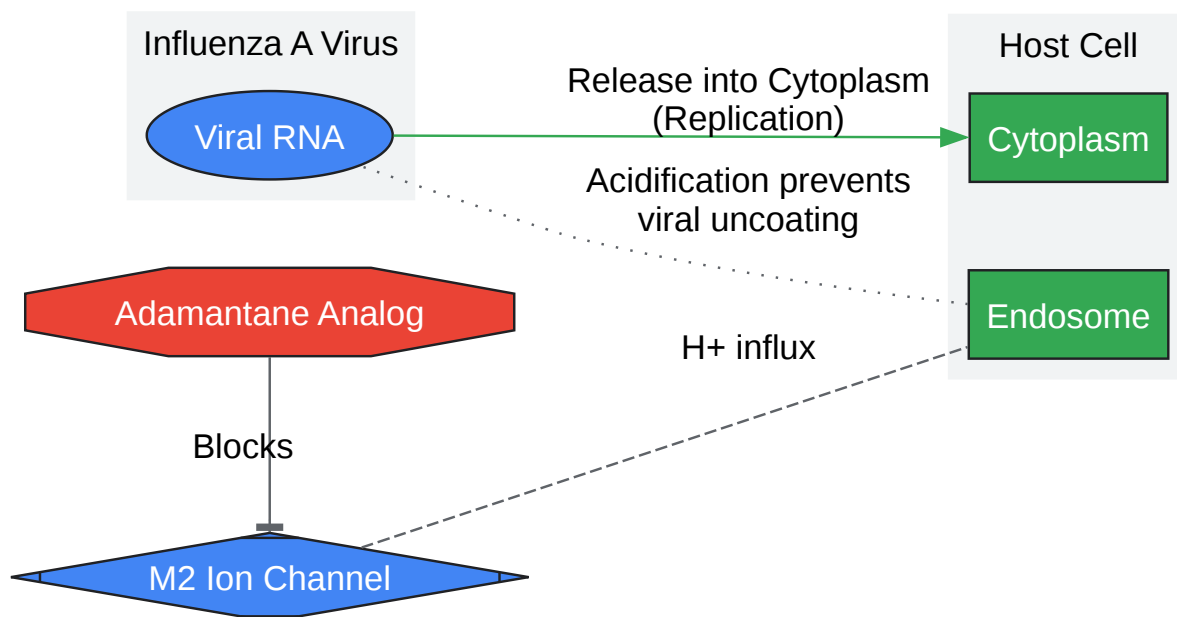 Influenza A Virus
Host Cell
Release into Cytoplasm
(Replication)
Viral RNA
Cytoplasm
Acidification prevents
viral uncoating
Adamantane Analog
Endosome
H+ influx
Blocks
M2 Ion Channel